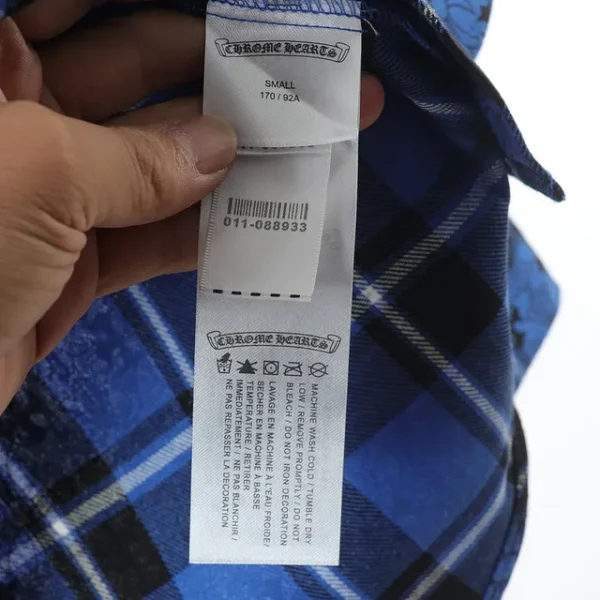 CHROME HEARTS
SMALL
170 / 92A
011-088933
CHROME HEARTS
MACHINE WASH COLD / TUMBLE DRY
LOW / REMOVE PROMPTLY / DO NOT
BLEACH / DO NOT IRON DECORATION
LAVAGE EN MACHINE À L'EAU FROIDE/
SECHER EN MACHINE À BASSE
TEMPERATURE / RETIRER
IMMÉDIATEMENT / NE PAS BLANCHIR /
NE PAS REPASSER LA DECORATION